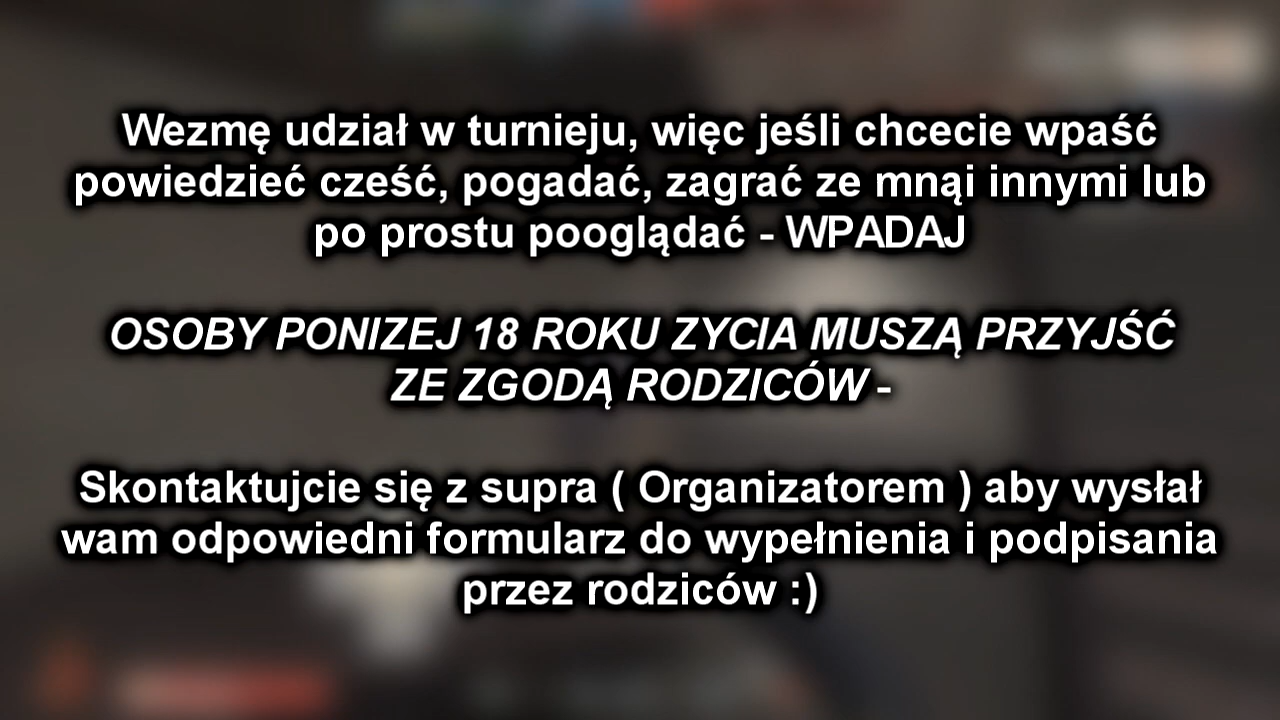 Wezmę udział w turnieju, więc jeśli chcecie wpaść
powiedzieć cześć, pogadać, zagrać ze mnąi innymi lub
po prostu pooglądać - WPADAJ
OSOBY PONIZEJ 18 ROKU ZYCIA MUSZĄ PRZYJŚĆ
ZE ZGODĄ RODZICÓW -
Skontaktujcie się z supra ( Organizatorem ) aby wysłał
wam odpowiedni formularz do wypełnienia i podpisania
przez rodziców :)